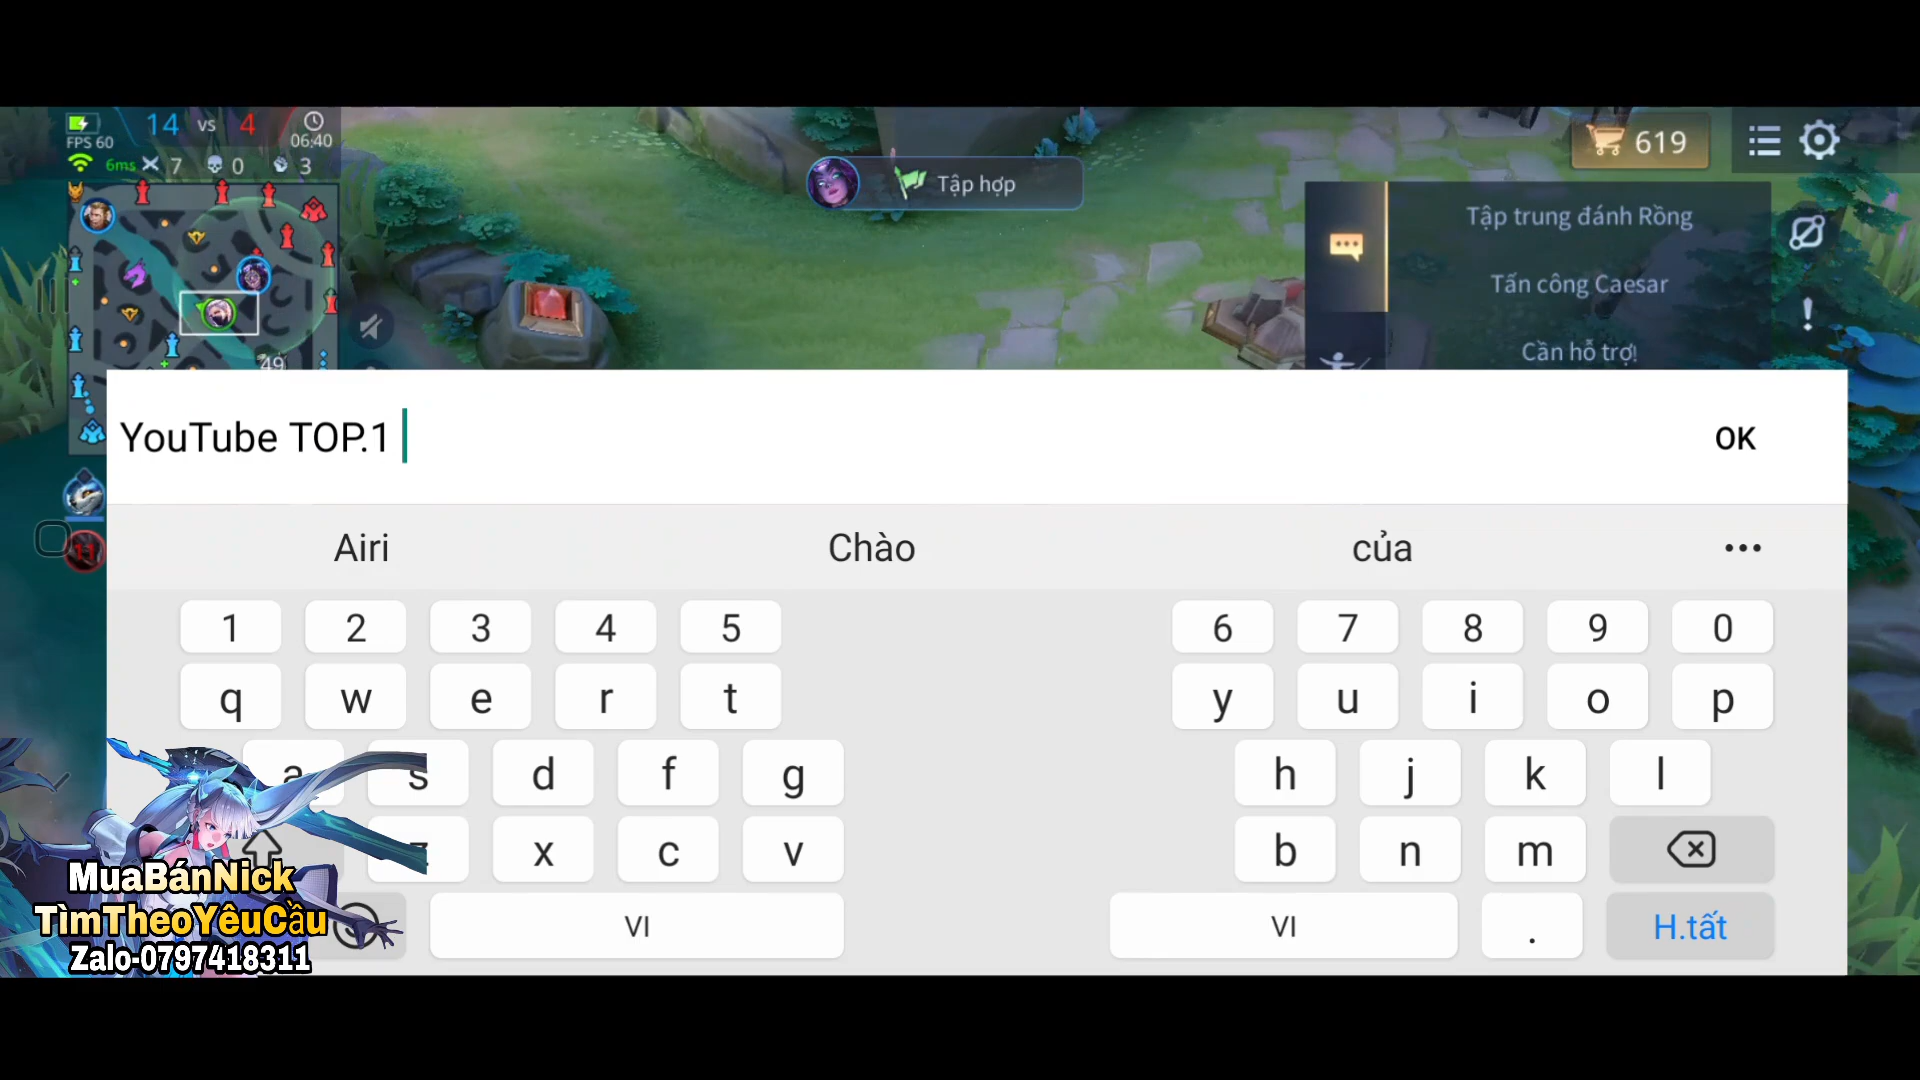 14 vs 4
FPS 60
06:40
6ms 7 0 3
Tập hợp
619
Tập trung đánh Rồng
Tấn công Caesar
Cần hỗ trợ!
49
YouTube TOP.1
OK
11
Airi Chào của
1 2 3 4 5 6 7 8 9 0
q w e r t y u i o p
a s d f g h j k l
z x c v b n m
VI VI . H.tất
MuaBánNick
TìmTheoYêuCầu
Zalo-0797418311